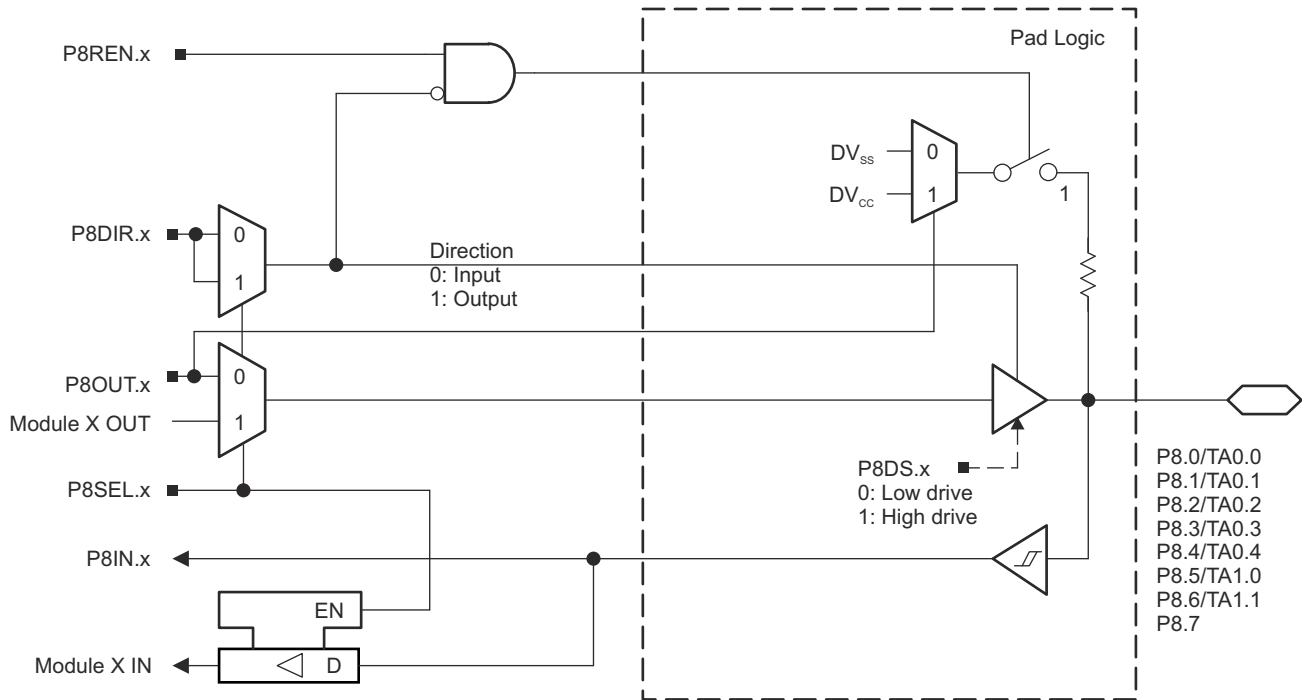 Pad Logic
P8REN.x
DVSS
0
DVCC
1
1
P8DIR.x
0
1
Direction
0: Input
1: Output
P8OUT.x
0
Module X OUT
1
P8DS.x
0: Low drive
1: High drive
P8SEL.x
P8IN.x
EN
Module X IN
D
P8.0/TA0.0
P8.1/TA0.1
P8.2/TA0.2
P8.3/TA0.3
P8.4/TA0.4
P8.5/TA1.0
P8.6/TA1.1
P8.7